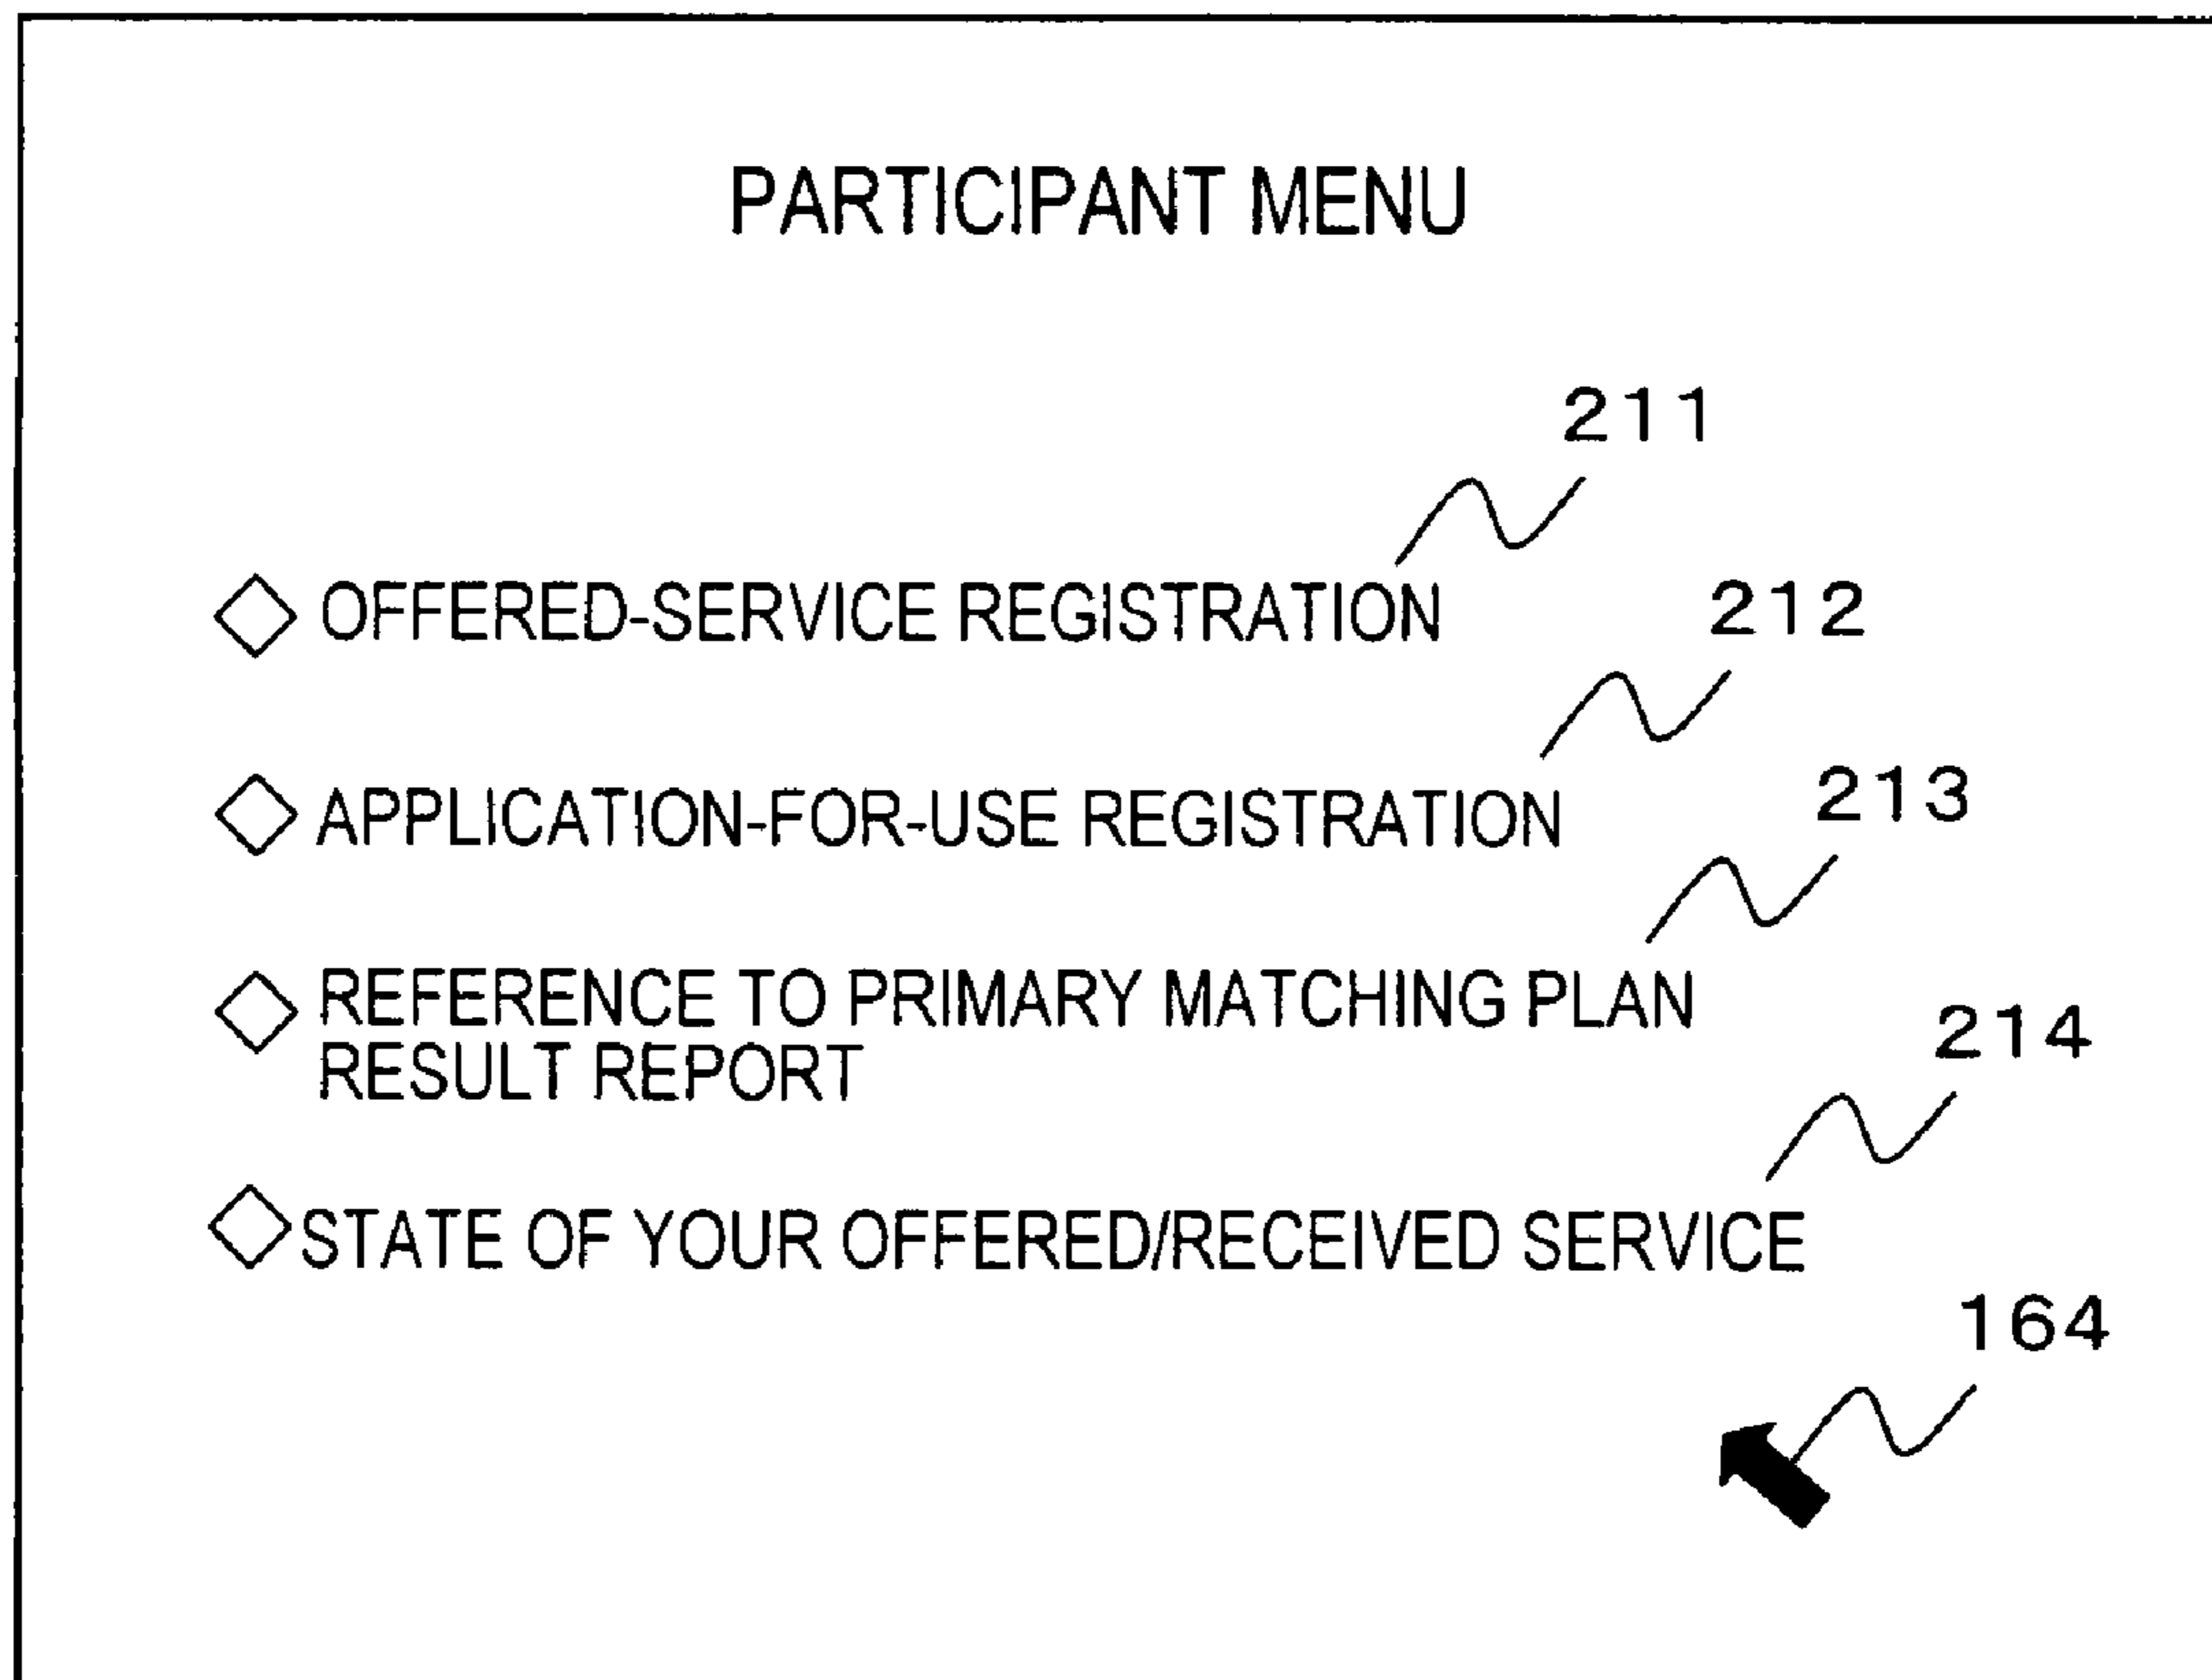 PARTICIPANT MENU
211
OFFERED-SERVICE REGISTRATION
212
APPLICATION-FOR-USE REGISTRATION
213
REFERENCE TO PRIMARY MATCHING PLAN
RESULT REPORT
214
STATE OF YOUR OFFERED/RECEIVED SERVICE
164